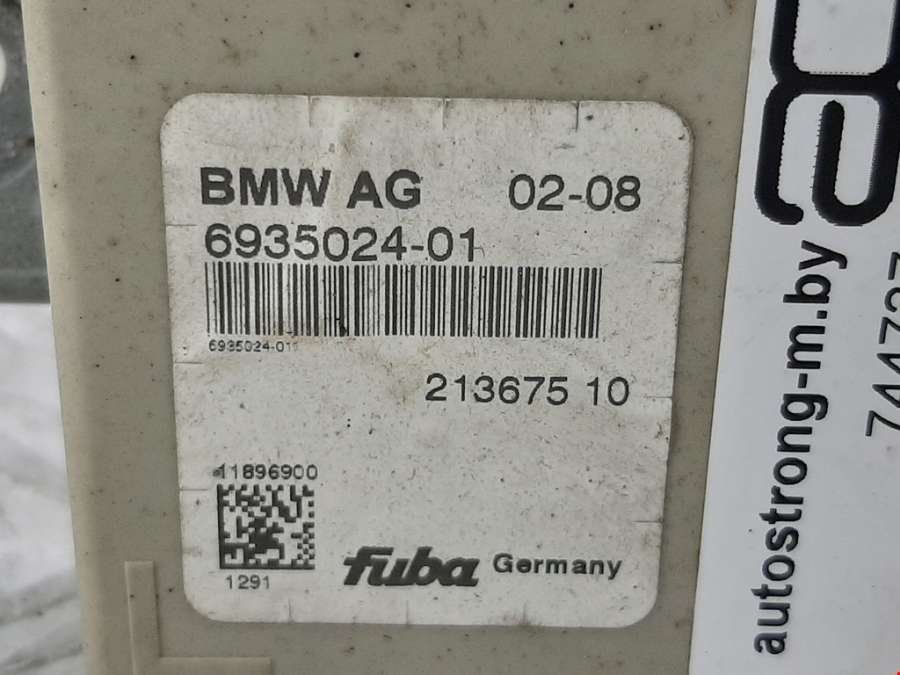 BMW AG 02-08
6935024-01
6935024-01
213675 10
11896900
1291
fuba Germany
autostrong-m.by